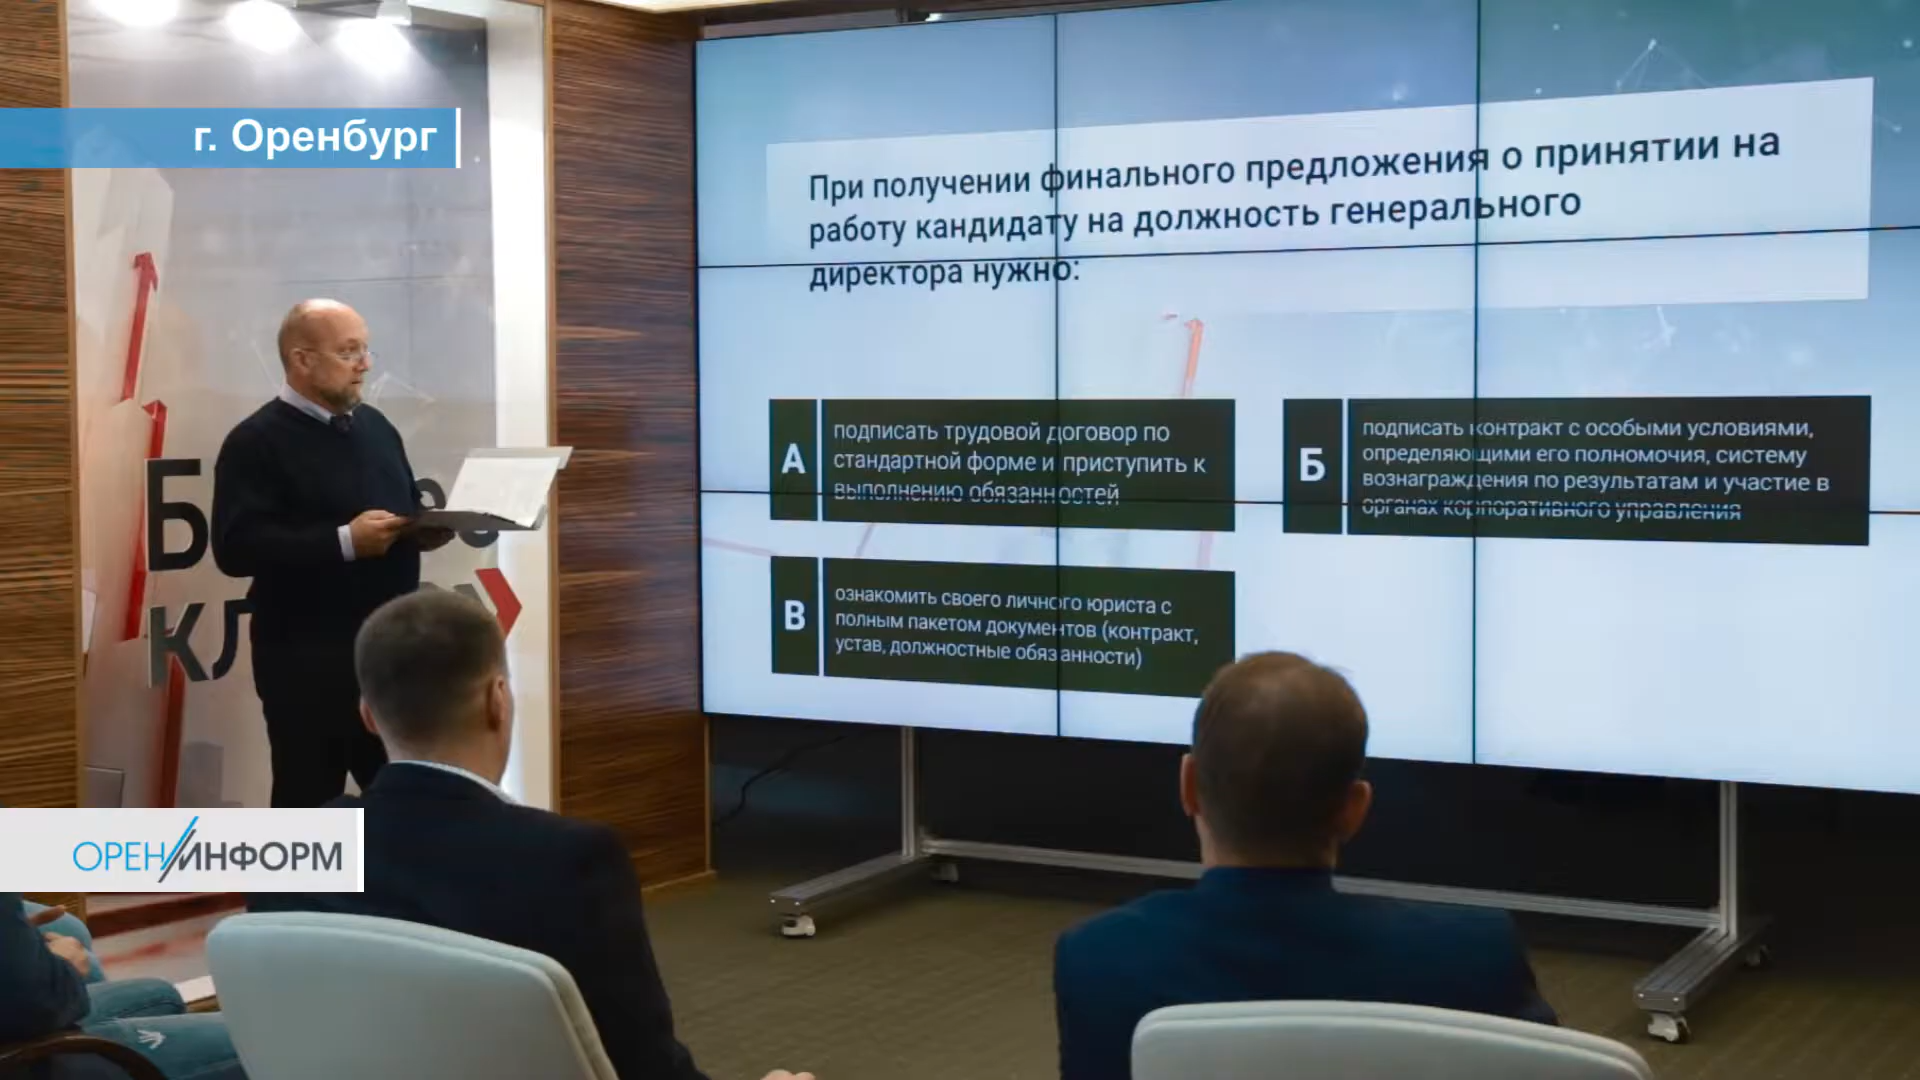 г. Оренбург
При получении финального предложения о принятии на
работу кандидату на должность генерального
директора нужно:
А
подписать трудовой договор по
стандартной форме и приступить к
выполнению обязанностей
Б
подписать контракт с особыми условиями,
определяющими его полномочия, систему
вознаграждения по результатам и участие в
органах корпоративного управления
В
ознакомить своего личного юриста с
полным пакетом документов (контракт,
устав, должностные обязанности)
ОРЕНИНФОРМ